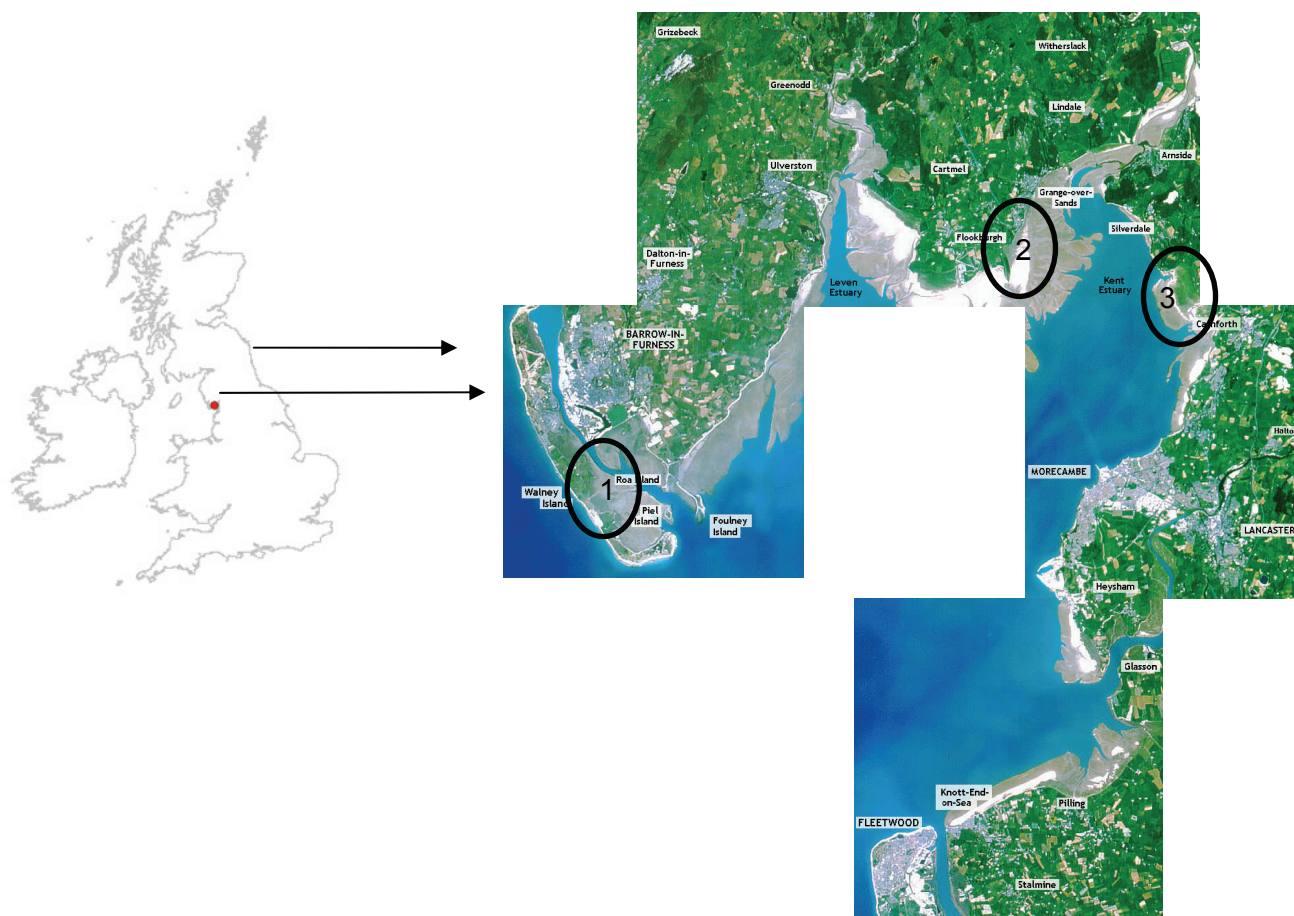 Grizebeck
Witherslack
Greenodd
Lindale
Ulverston
Arnside
Cartmel
Grange-over-
Sands
Silverdale
Flookburgh
2
Dalton-in-
Furness
Leven
Estuary
Kent
Estuary
3
Carnforth
BARROW-IN-
FURNESS
Halto
MORECAMBE
Roa Island
Walney
Island
1
Piel
Island
Foulney
Island
LANCASTER
Heysham
Glasson
Knott-End-
on-Sea
Pilling
FLEETWOOD
Stalmine